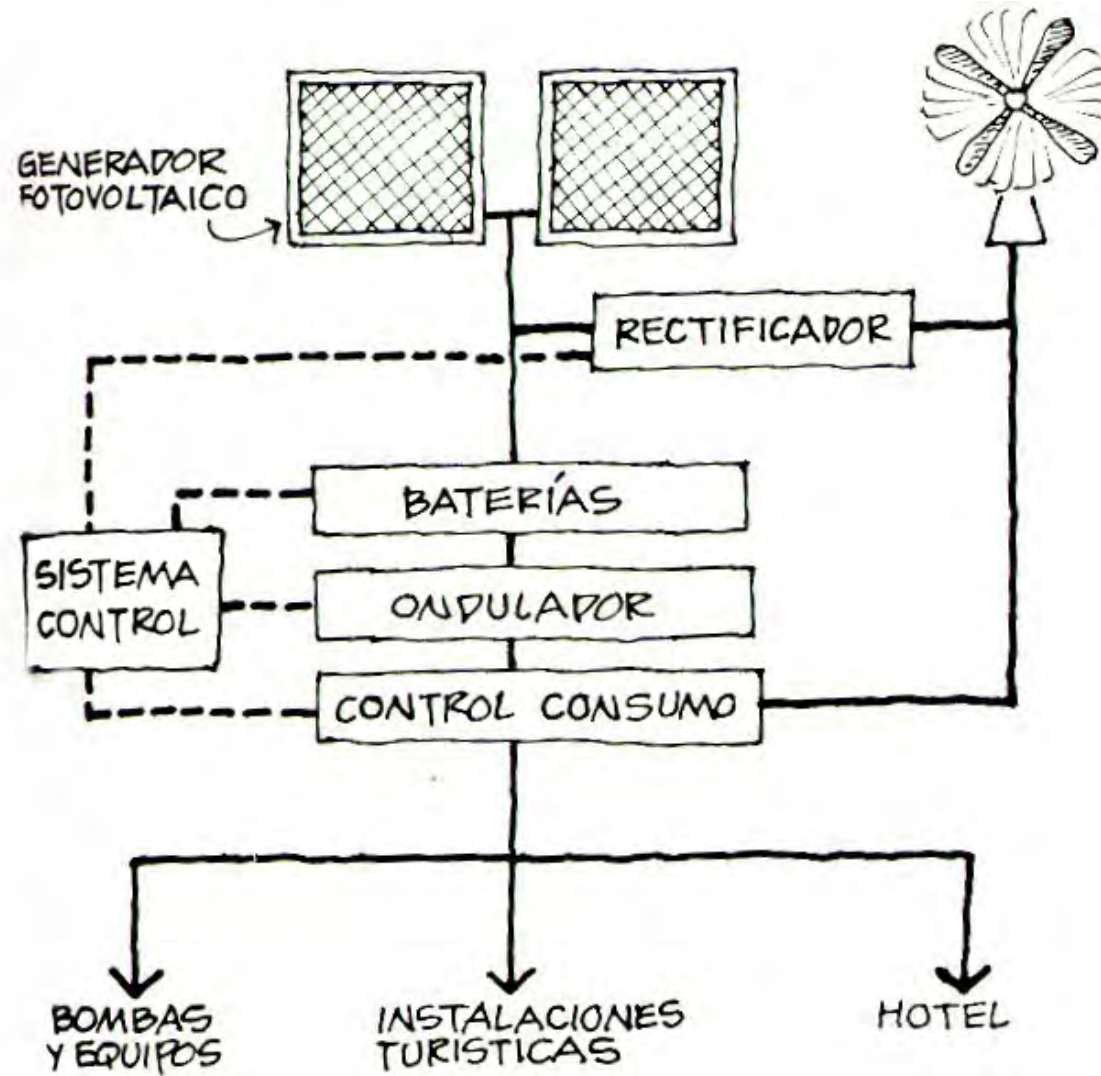 GENERADOR
FOTOVOLTAICO
RECTIFICADOR
BATERÍAS
SISTEMA
CONTROL
ONDULADOR
CONTROL CONSUMO
BOMBAS
Y EQUIPOS
INSTALACIONES
TURISTICAS
HOTEL